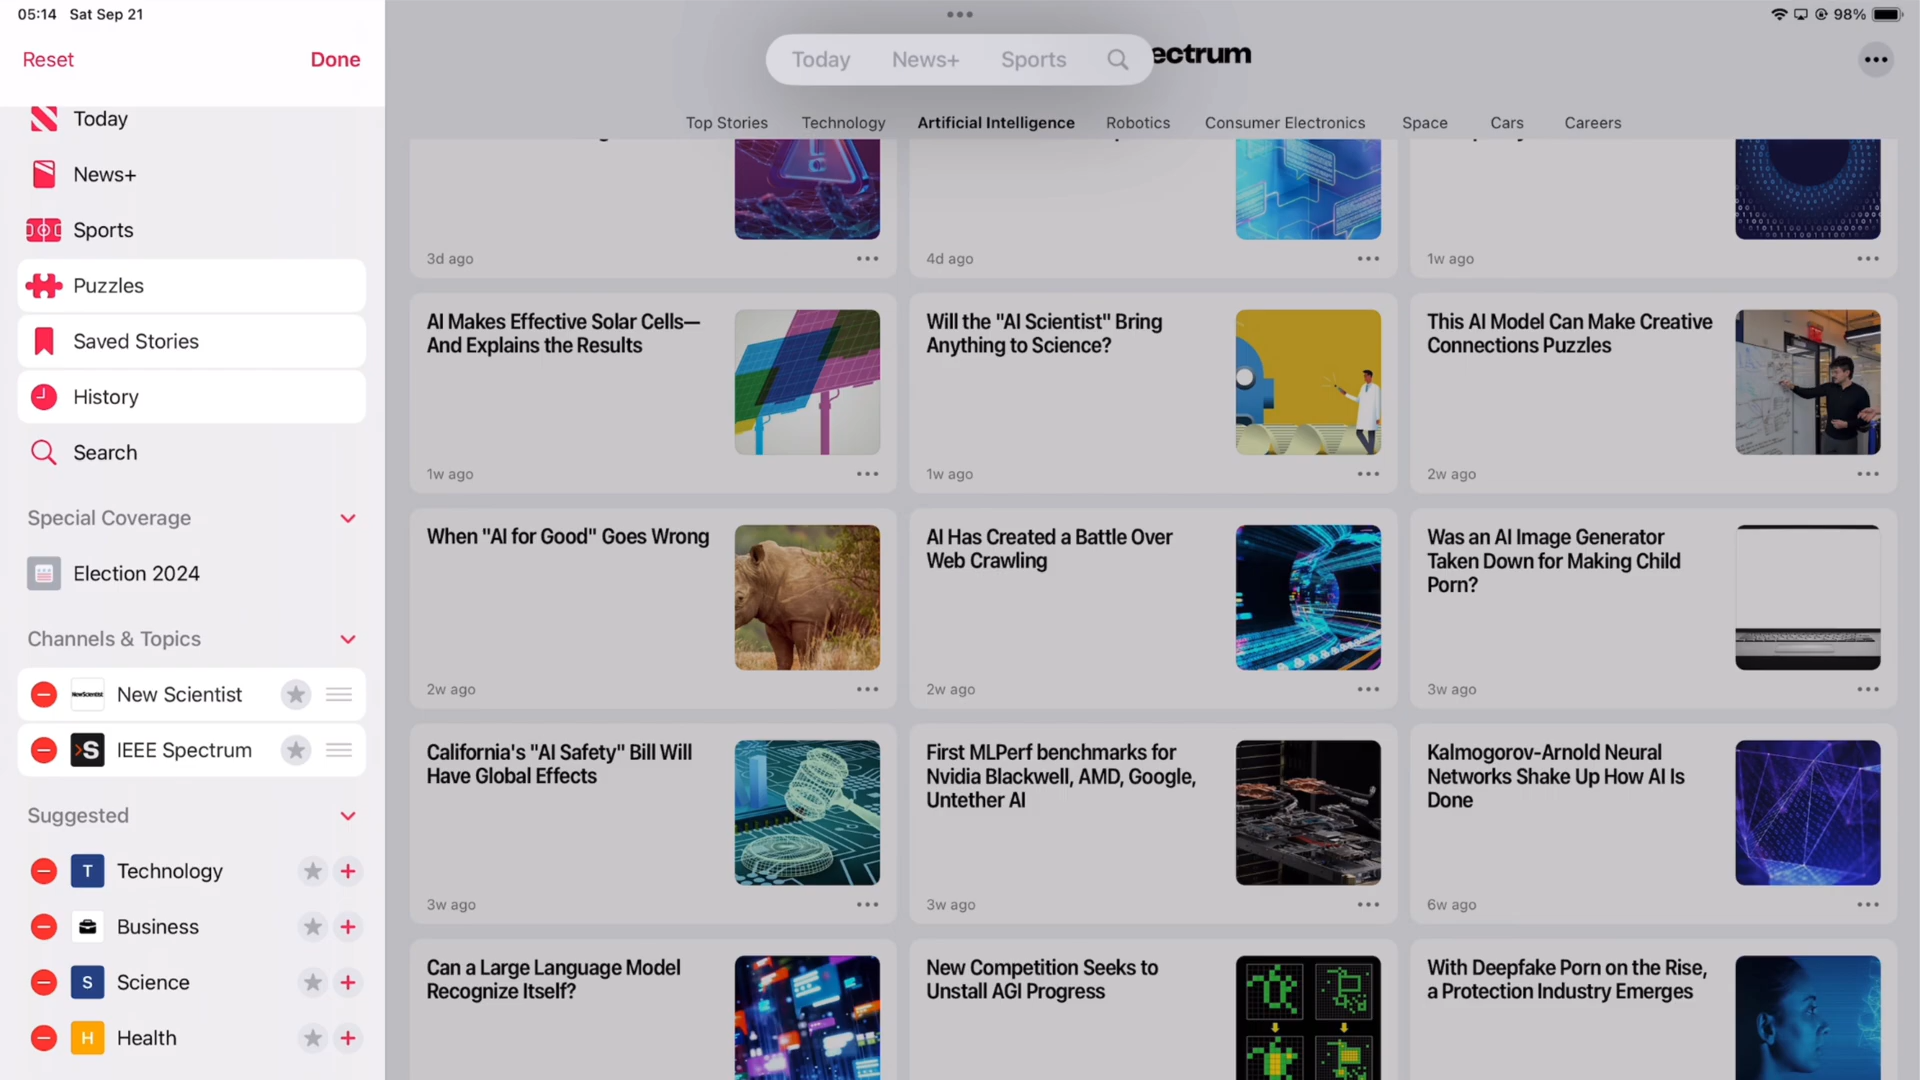 05:14 Sat Sep 21
98%
Reset
Done
Today
News+
Sports
Puzzles
Saved Stories
History
Search
Special Coverage
Election 2024
Channels & Topics
New Scientist
IEEE Spectrum
Suggested
T Technology
Business
S Science
H Health
Today News+ Sports
ectrum
Top Stories Technology Artificial Intelligence Robotics Consumer Electronics Space Cars Careers
3d ago
4d ago
1w ago
AI Makes Effective Solar Cells—
And Explains the Results
1w ago
Will the "AI Scientist" Bring
Anything to Science?
1w ago
This AI Model Can Make Creative
Connections Puzzles
2w ago
When "AI for Good" Goes Wrong
2w ago
AI Has Created a Battle Over
Web Crawling
2w ago
Was an AI Image Generator
Taken Down for Making Child
Porn?
3w ago
California's "AI Safety" Bill Will
Have Global Effects
3w ago
First MLPerf benchmarks for
Nvidia Blackwell, AMD, Google,
Untether AI
3w ago
Kalmogorov-Arnold Neural
Networks Shake Up How AI Is
Done
6w ago
Can a Large Language Model
Recognize Itself?
New Competition Seeks to
Unstall AGI Progress
With Deepfake Porn on the Rise,
a Protection Industry Emerges